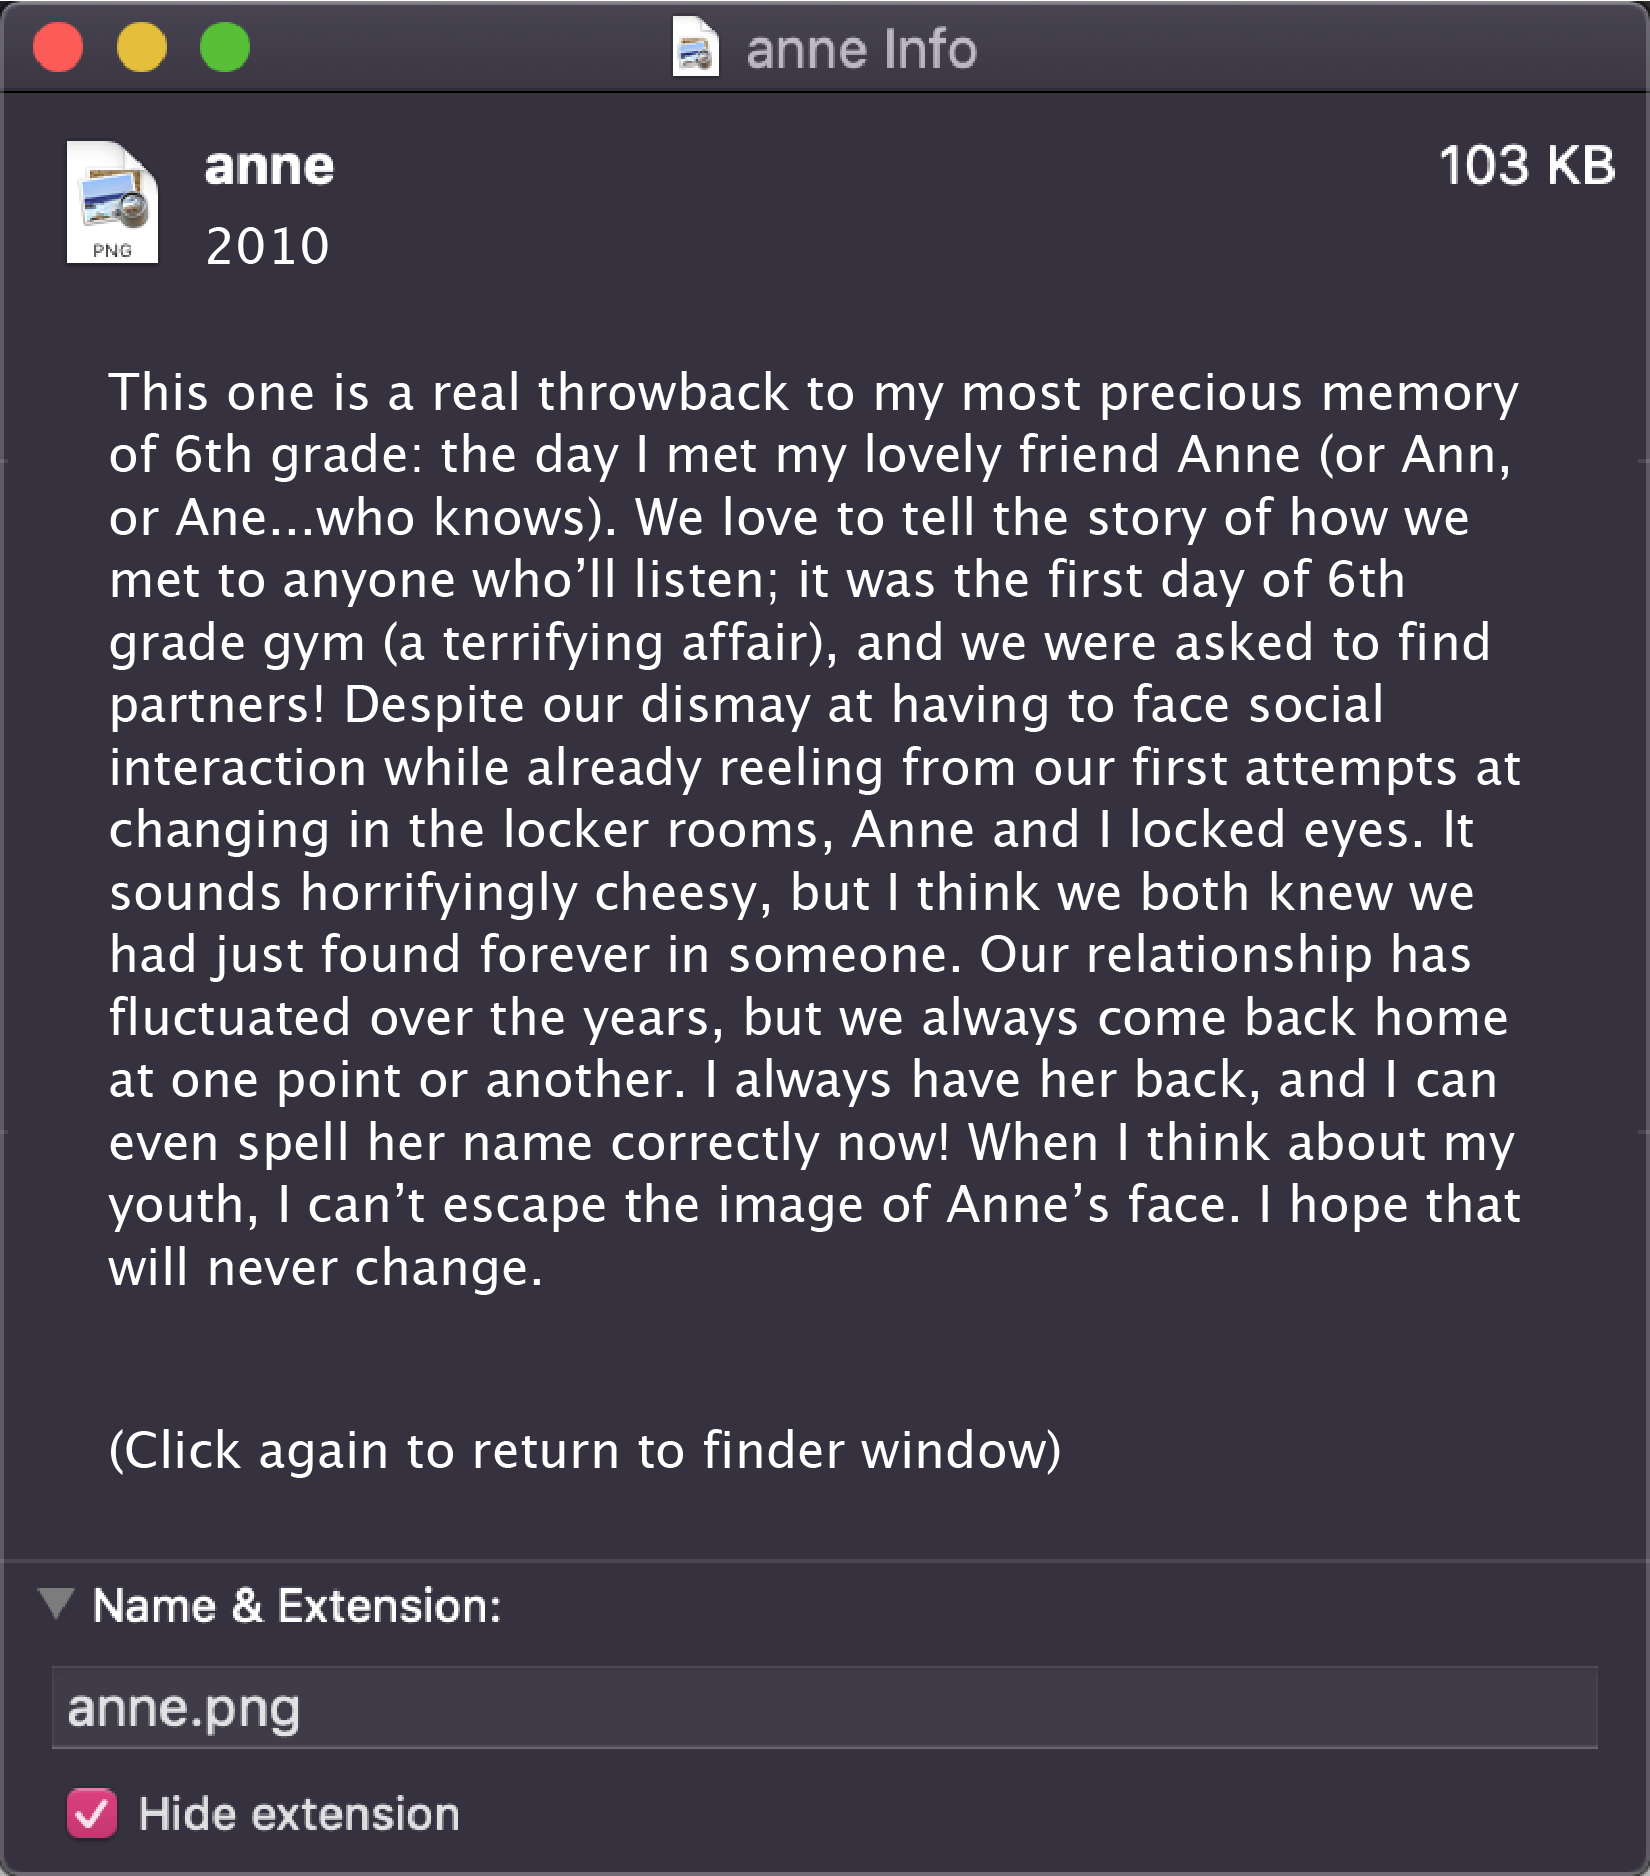 anne Info
anne
103 KB
2010
PNG
This one is a real throwback to my most precious memory
of 6th grade: the day I met my lovely friend Anne (or Ann,
or Ane...who knows). We love to tell the story of how we
met to anyone who’ll listen; it was the first day of 6th
grade gym (a terrifying affair), and we were asked to find
partners! Despite our dismay at having to face social
interaction while already reeling from our first attempts at
changing in the locker rooms, Anne and I locked eyes. It
sounds horrifyingly cheesy, but I think we both knew we
had just found forever in someone. Our relationship has
fluctuated over the years, but we always come back home
at one point or another. I always have her back, and I can
even spell her name correctly now! When I think about my
youth, I can’t escape the image of Anne’s face. I hope that
will never change.
(Click again to return to finder window)
Name & Extension:
anne.png
Hide extension